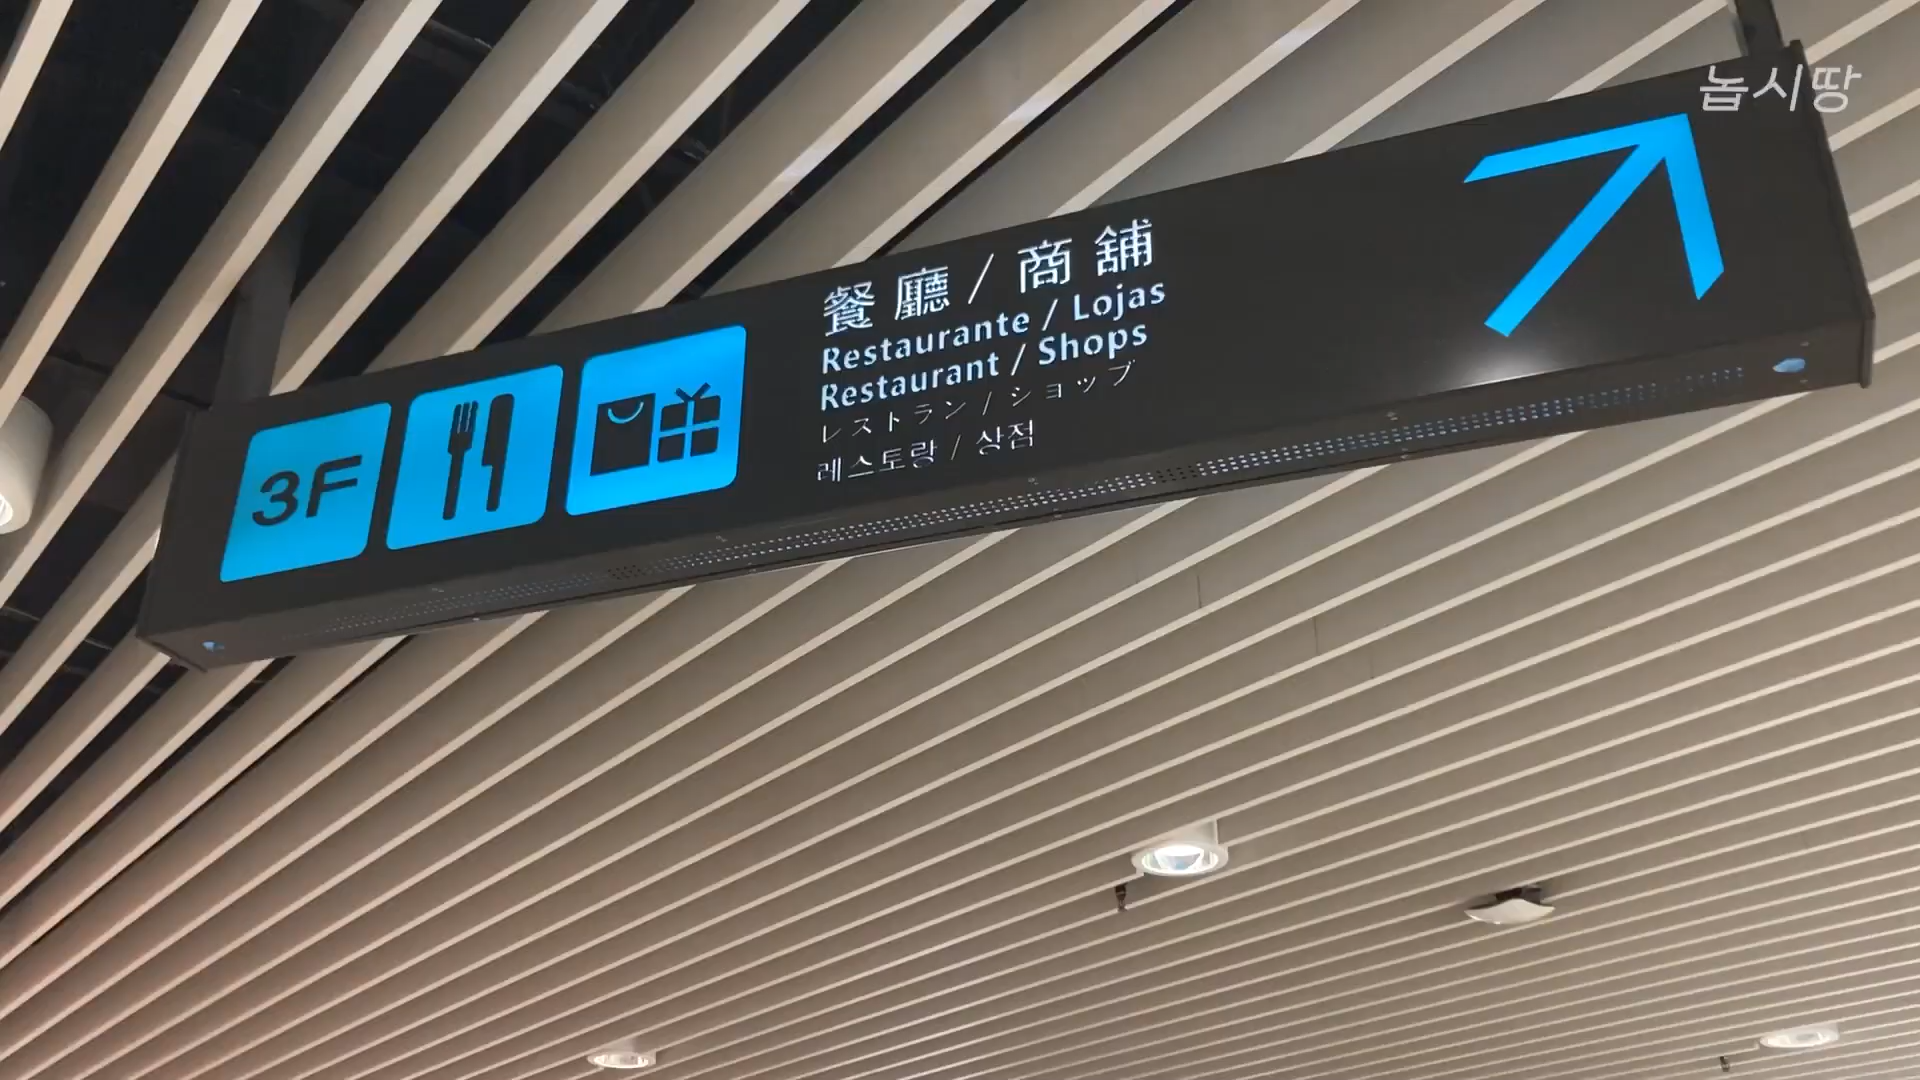 놉시땅
3F
餐廳 / 商舖
Restaurante / Lojas
Restaurant / Shops
レストラン / ショップ
레스토랑 / 상점